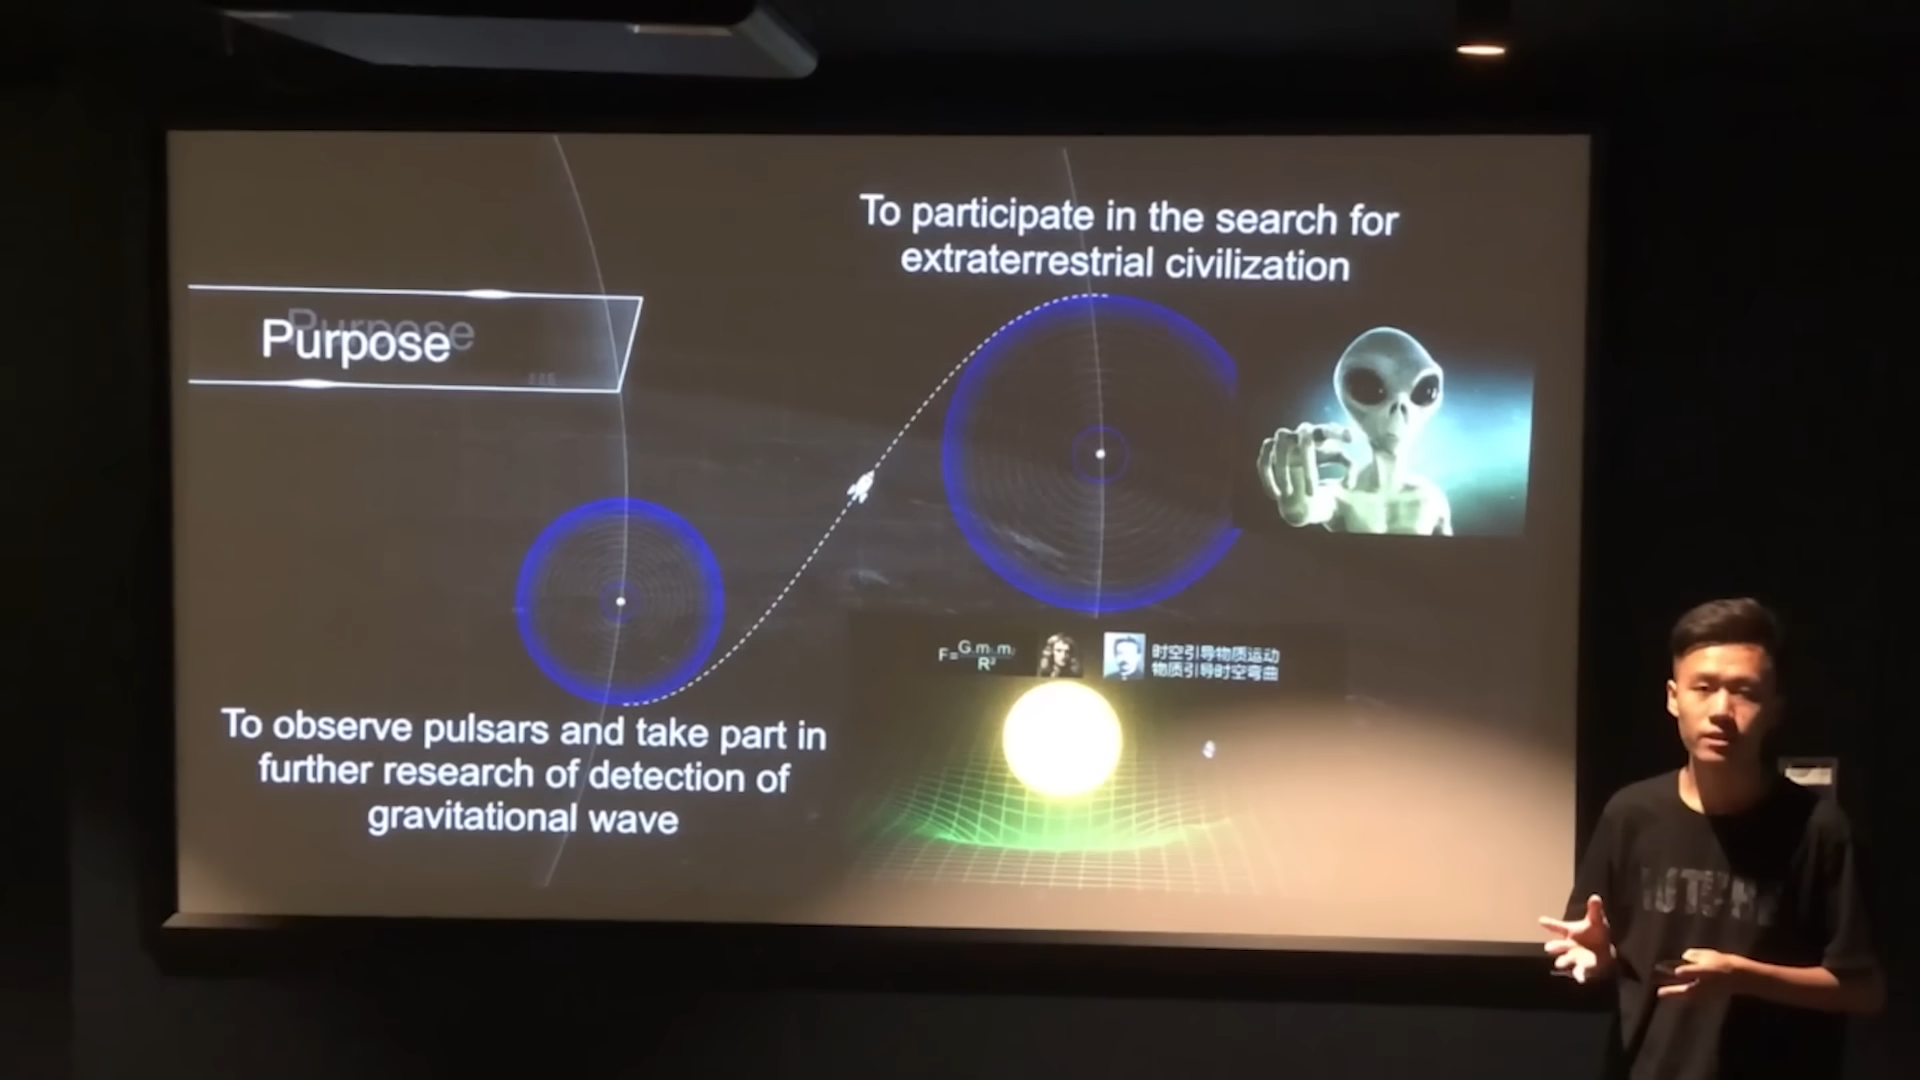 To participate in the search for
extraterrestrial civilization
Purpose
Purpose
F=G.m.m/R²
时空引导物质运动
物质引导时空弯曲
To observe pulsars and take part in
further research of detection of
gravitational wave